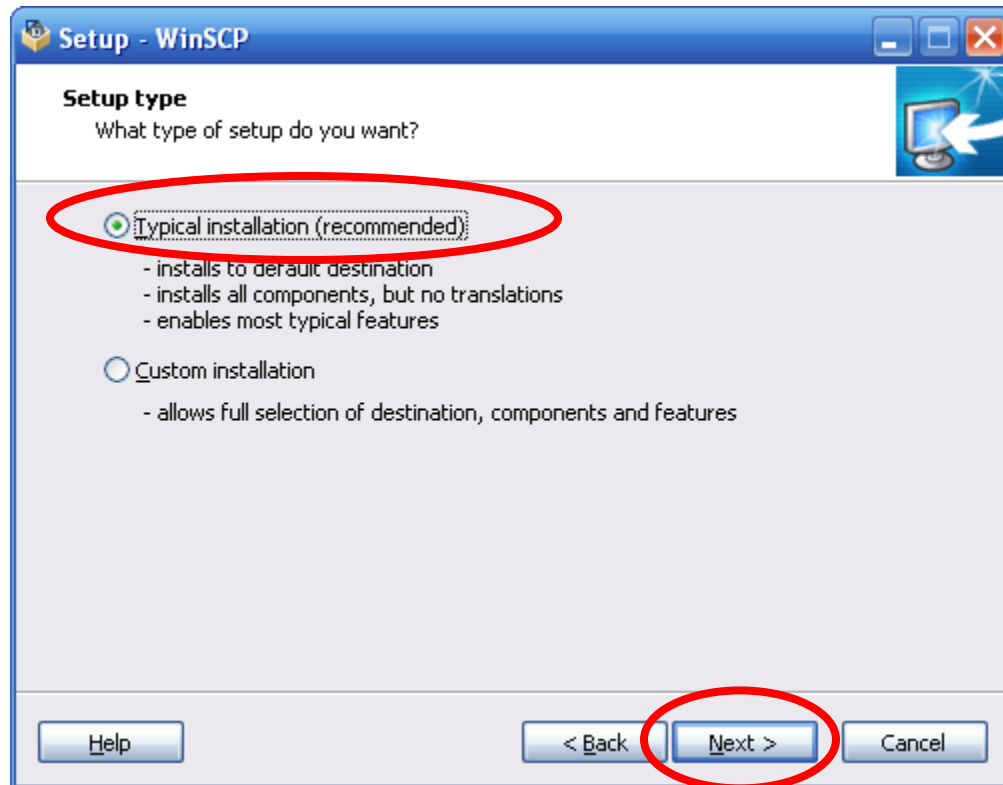 Setup - WinSCP
Setup type
What type of setup do you want?
Typical installation (recommended)
- installs to default destination
- installs all components, but no translations
- enables most typical features
Custom installation
- allows full selection of destination, components and features
Help
< Back
Next >
Cancel